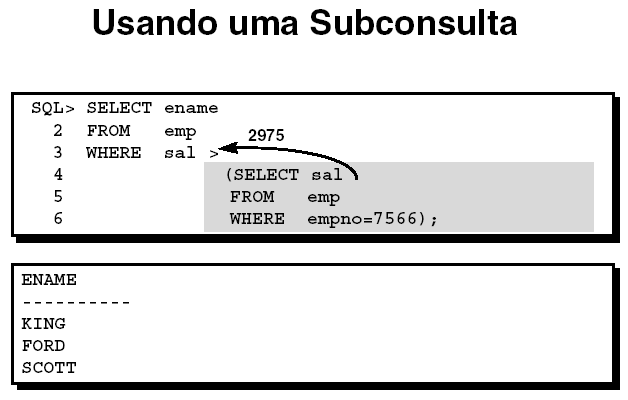 Usando uma Subconsulta
SQL> SELECT ename
2 FROM emp
2975
3 WHERE sal >
4 (SELECT sal
5 FROM emp
6 WHERE empno=7566);
ENAME
----------
KING
FORD
SCOTT